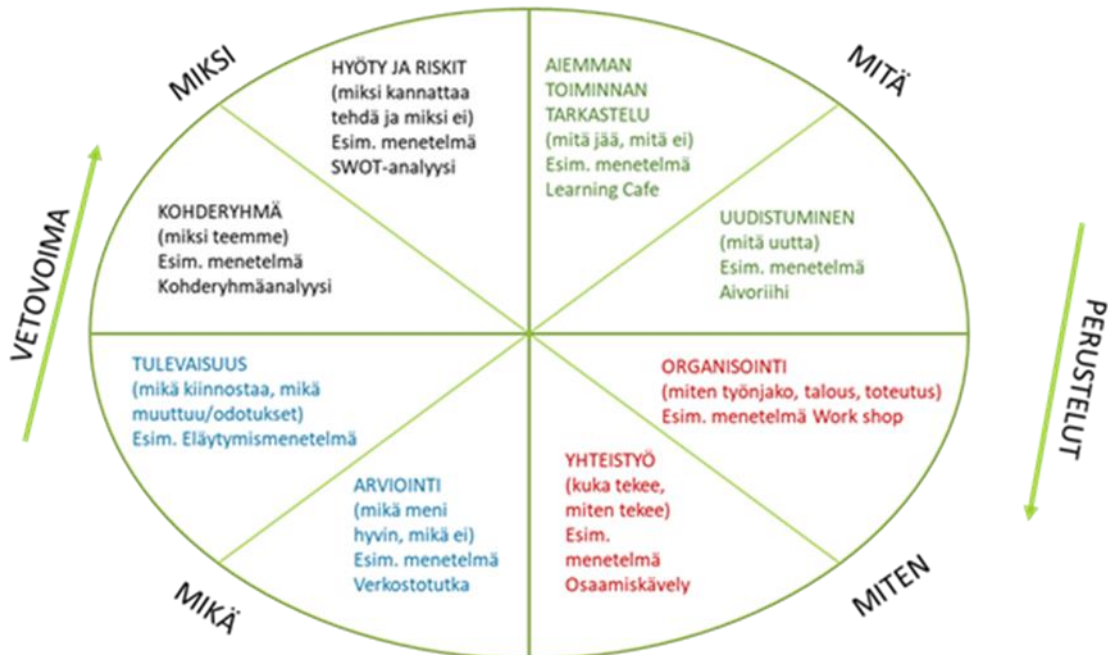 MIKSI
HYÖTY JA RISKIT
(miksi kannattaa
tehdä ja miksi ei)
Esim. menetelmä
SWOT-analyysi
AIEMMAN
TOIMINNAN
TARKASTELU
(mitä jää, mitä ei)
Esim. menetelmä
Learning Cafe
MITÄ
KOHDERYHMÄ
(miksi teemme)
Esim. menetelmä
Kohderyhmäanalyysi
UUDISTUMINEN
(mitä uutta)
Esim. menetelmä
Aivoriihi
VETOVOIMA
PERUSTELUT
TULEVAISUUS
(mikä kiinnostaa, mikä
muuttuu/odotukset)
Esim. Eläytymismenetelmä
ORGANISOINTI
(miten työnjako, talous, toteutus)
Esim. menetelmä Work shop
ARVIOINTI
(mikä meni
hyvin, mikä ei)
Esim. menetelmä
Verkostotutka
YHTEISTYÖ
(kuka tekee,
miten tekee)
Esim.
menetelmä
Osaamiskävely
MIKÄ
MITEN